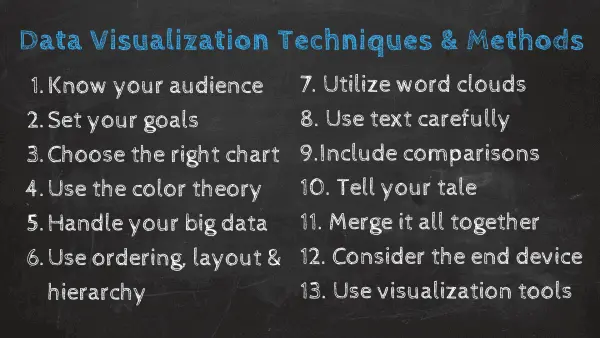 Data Visualization Techniques & Methods
1. Know your audience
2. Set your goals
3. Choose the right chart
4. Use the color theory
5. Handle your big data
6. Use ordering, layout &
hierarchy
7. Utilize word clouds
8. Use text carefully
9.Include comparisons
10. Tell your tale
11. Merge it all together
12. Consider the end device
13. Use visualization tools